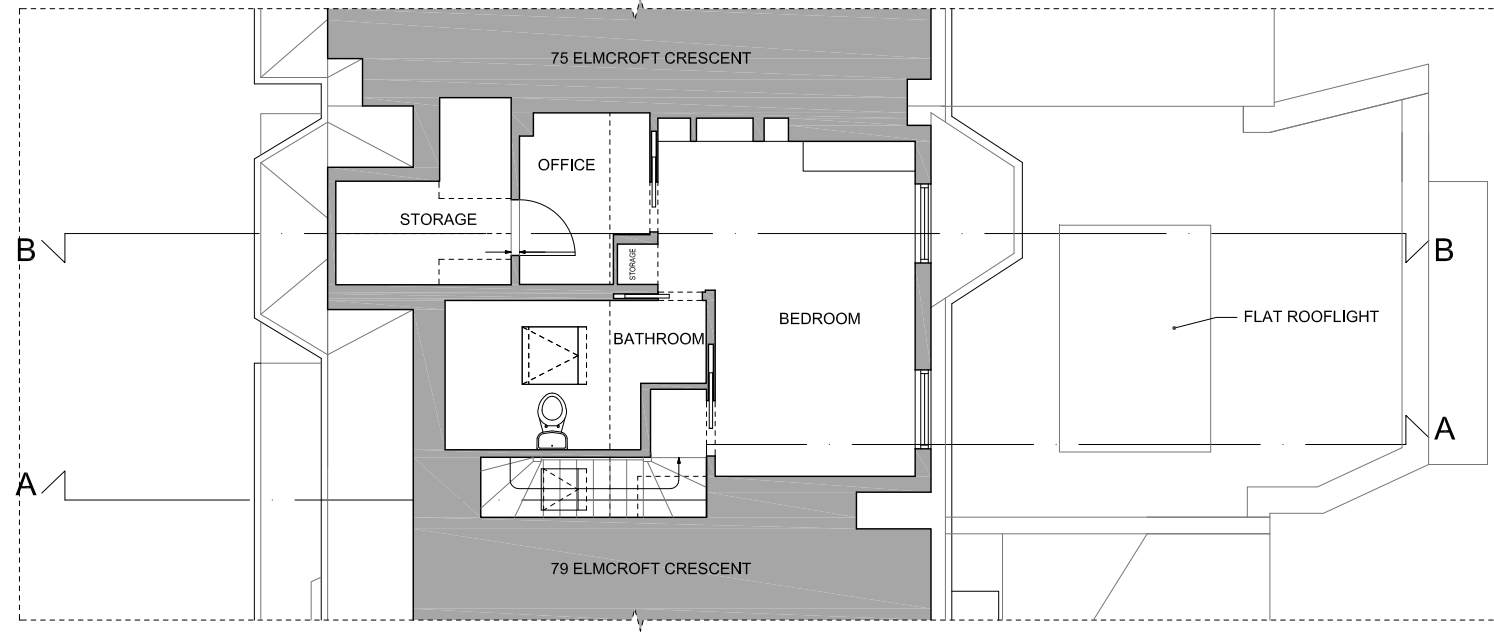 75 ELMCROFT CRESCENT
OFFICE
STORAGE
B
B
STORAGE
BEDROOM
FLAT ROOFLIGHT
BATHROOM
A
A
79 ELMCROFT CRESCENT